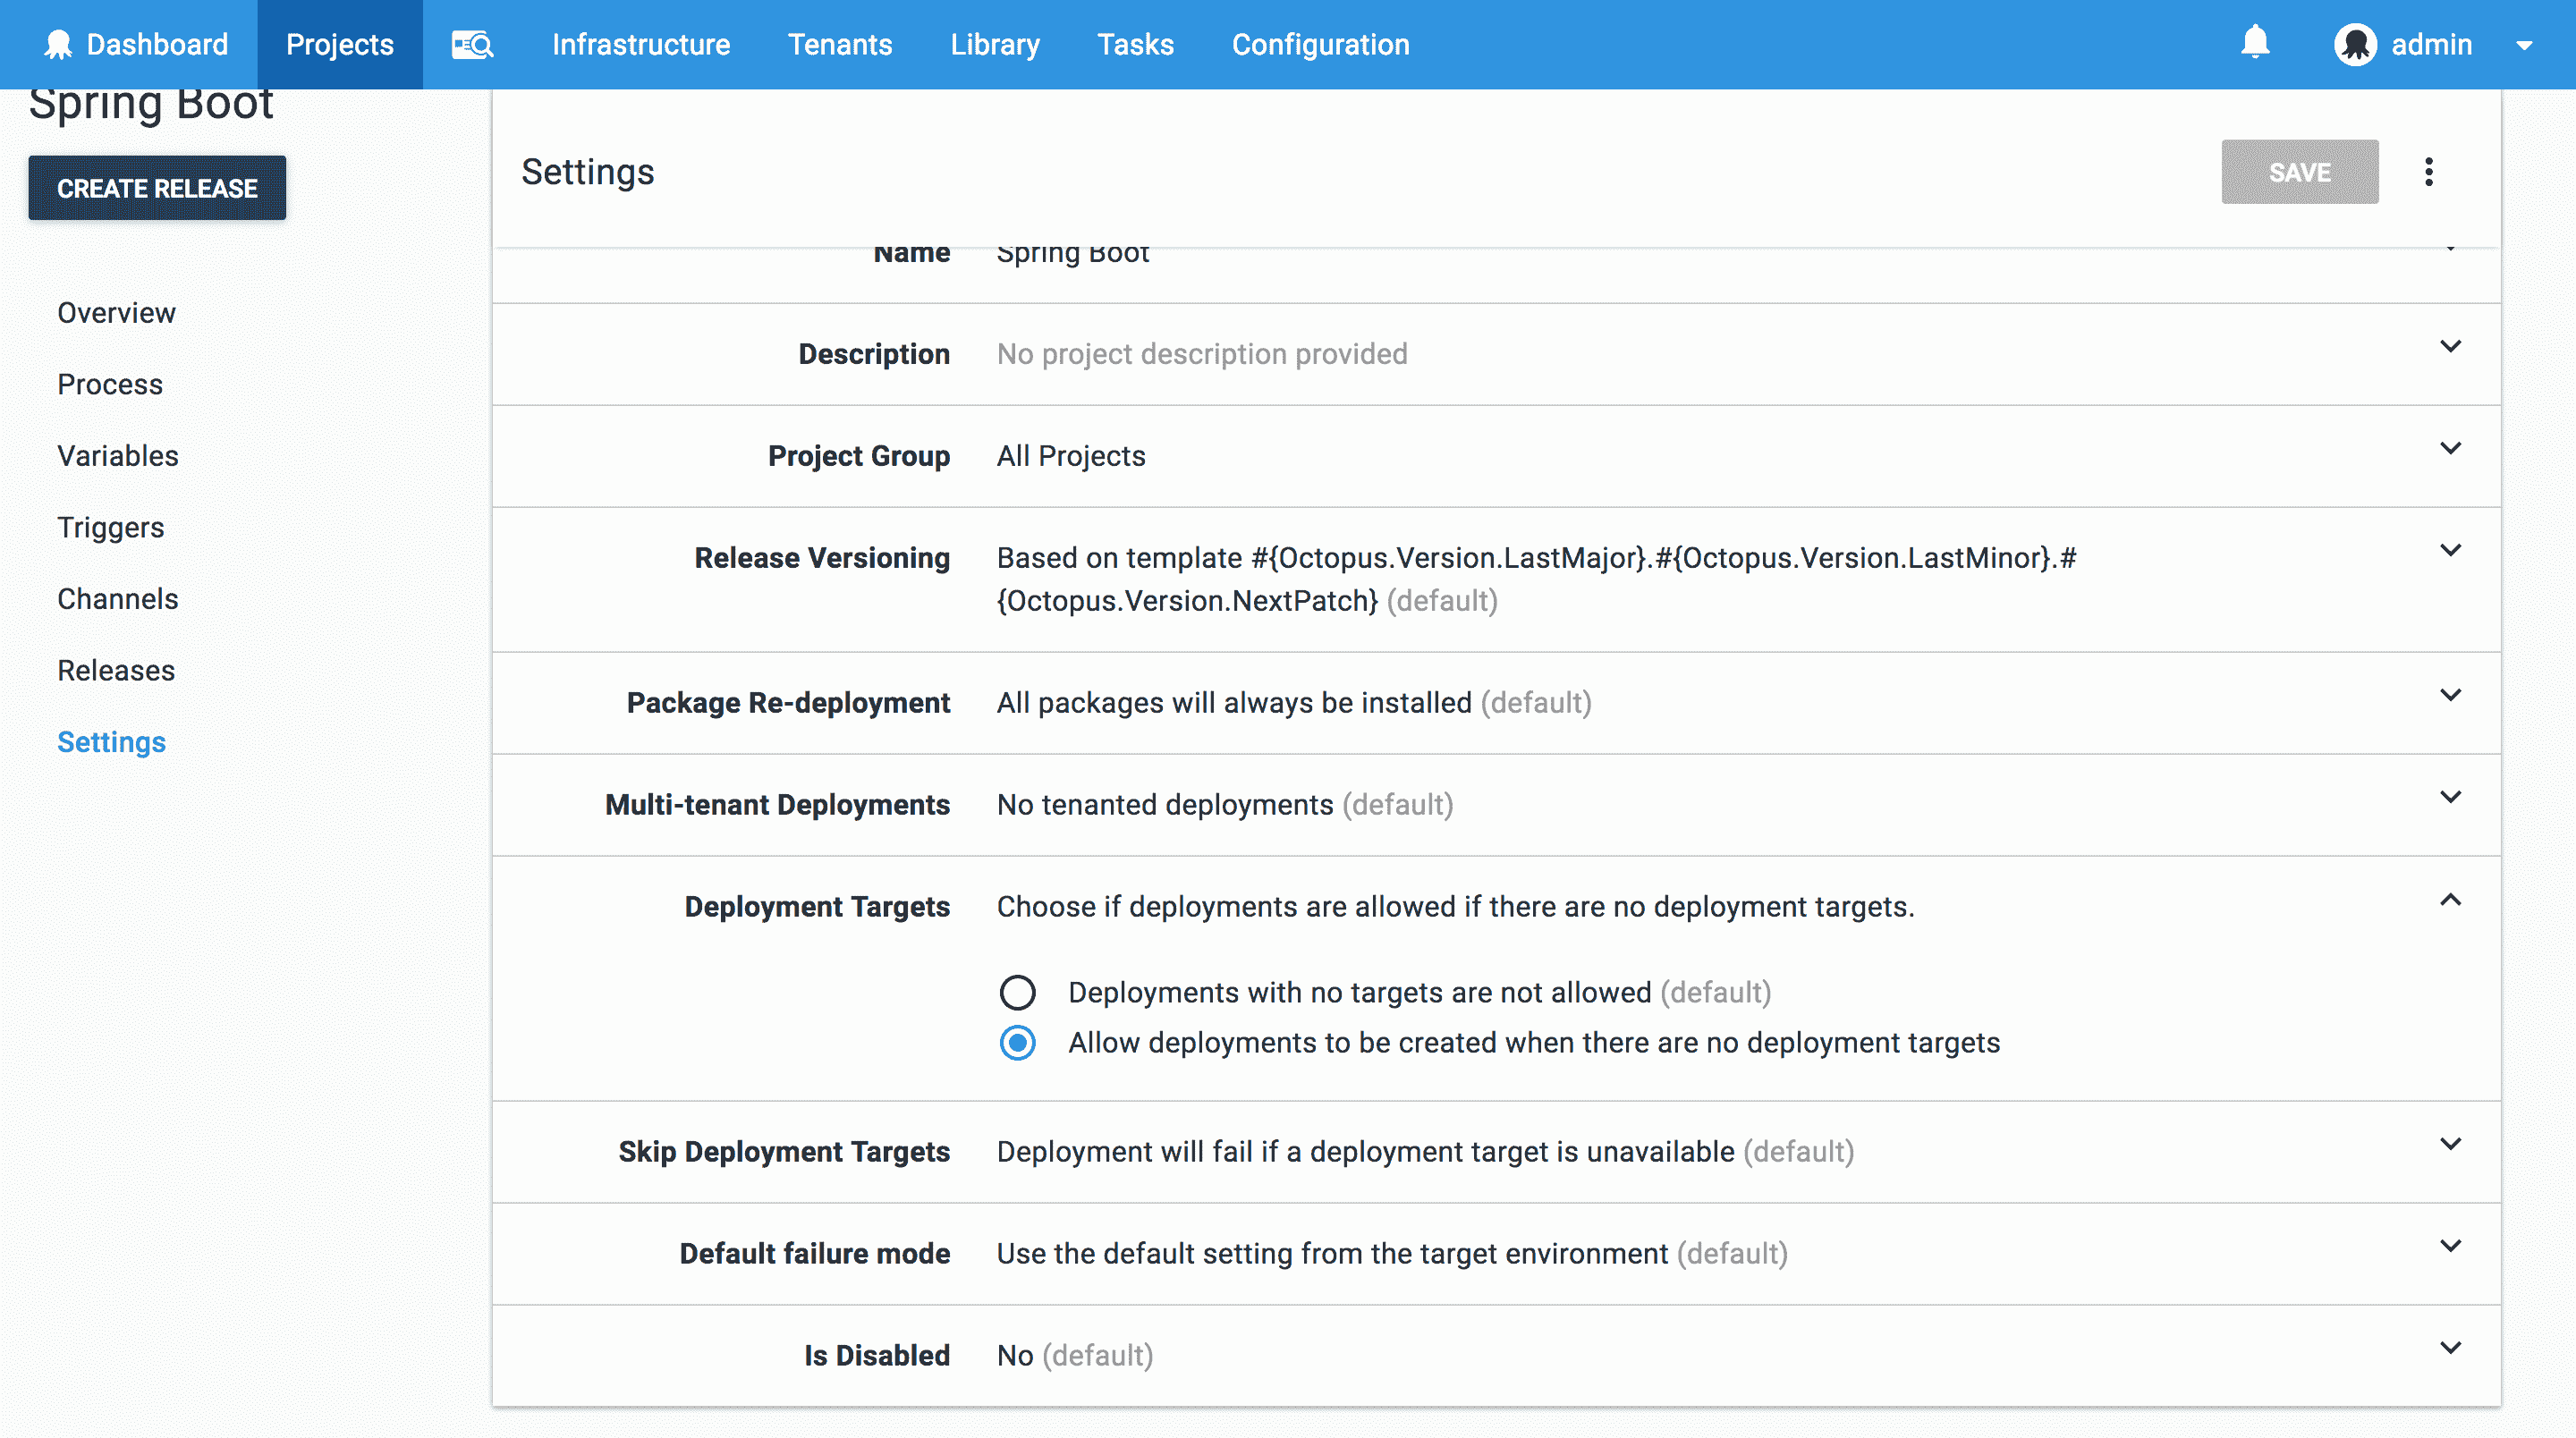 Dashboard
Projects
Infrastructure
Tenants
Library
Tasks
Configuration
admin
Spring Boot
CREATE RELEASE
Overview
Process
Variables
Triggers
Channels
Releases
Settings
Settings
SAVE
Name Spring Boot
Description No project description provided
Project Group All Projects
Release Versioning Based on template #{Octopus.Version.LastMajor}.#{Octopus.Version.LastMinor}.#
{Octopus.Version.NextPatch} (default)
Package Re-deployment All packages will always be installed (default)
Multi-tenant Deployments No tenanted deployments (default)
Deployment Targets Choose if deployments are allowed if there are no deployment targets.
Deployments with no targets are not allowed (default)
Allow deployments to be created when there are no deployment targets
Skip Deployment Targets Deployment will fail if a deployment target is unavailable (default)
Default failure mode Use the default setting from the target environment (default)
Is Disabled No (default)